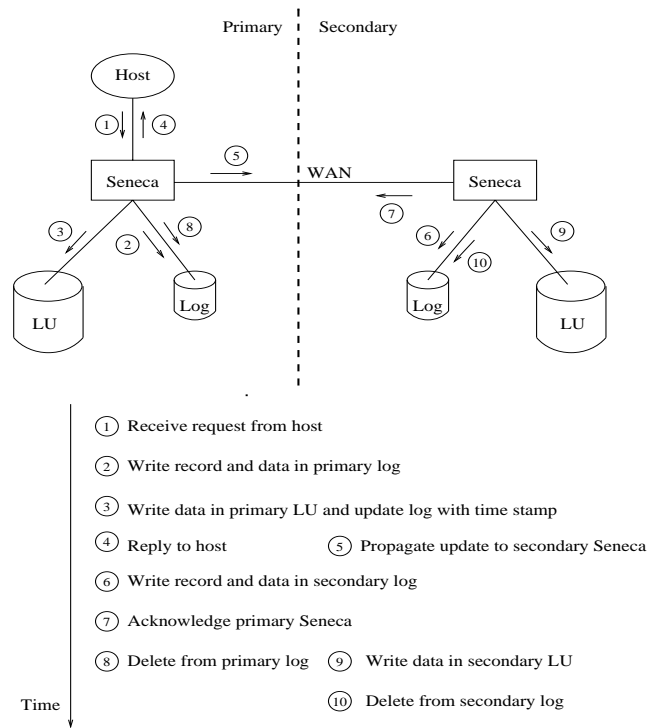 Primary Secondary
Host
1 4
5
Seneca WAN Seneca
7
3 2 8 6 10 9
LU Log Log LU
1 Receive request from host
2 Write record and data in primary log
3 Write data in primary LU and update log with time stamp
4 Reply to host 5 Propagate update to secondary Seneca
6 Write record and data in secondary log
7 Acknowledge primary Seneca
8 Delete from primary log 9 Write data in secondary LU
Time 10 Delete from secondary log